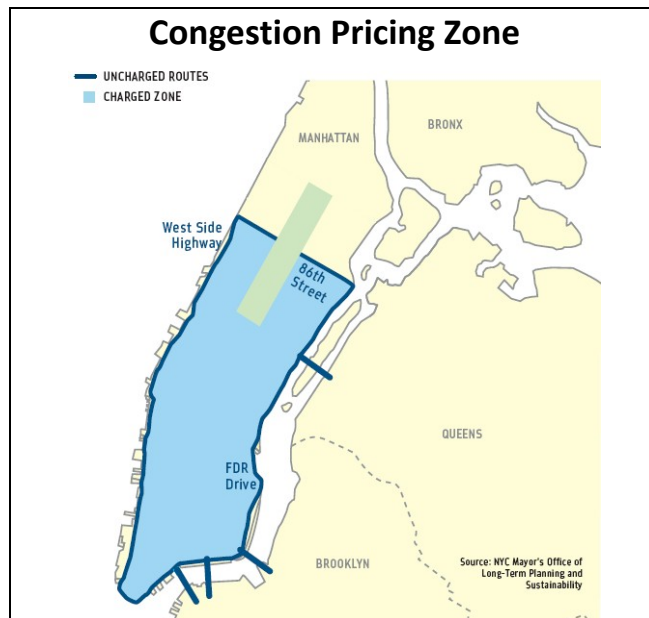 Congestion Pricing Zone
UNCHARGED ROUTES
CHARGED ZONE
BRONX
MANHATTAN
West Side
Highway
86th
Street
QUEENS
FDR
Drive
BROOKLYN
Source: NYC Mayor's Office of
Long-Term Planning and
Sustainability